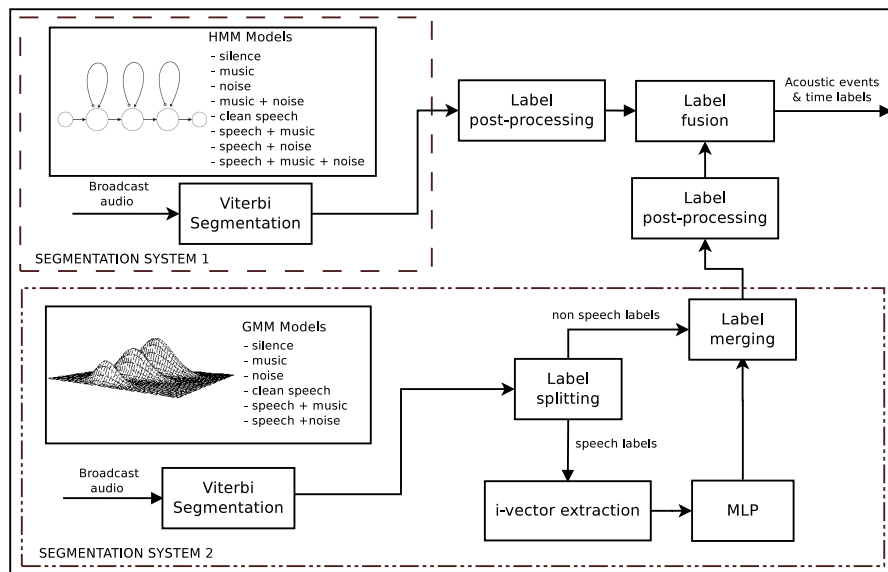 HMM Models
- silence
- music
- noise
- music + noise
- clean speech
- speech + music
- speech + noise
- speech + music + noise
Broadcast
audio
Viterbi
Segmentation
SEGMENTATION SYSTEM 1
Label
post-processing
Label
fusion
Acoustic events
& time labels
Label
post-processing
GMM Models
- silence
- music
- noise
- clean speech
- speech + music
- speech +noise
Broadcast
audio
Viterbi
Segmentation
Label
splitting
non speech labels
Label
merging
speech labels
i-vector extraction
MLP
SEGMENTATION SYSTEM 2